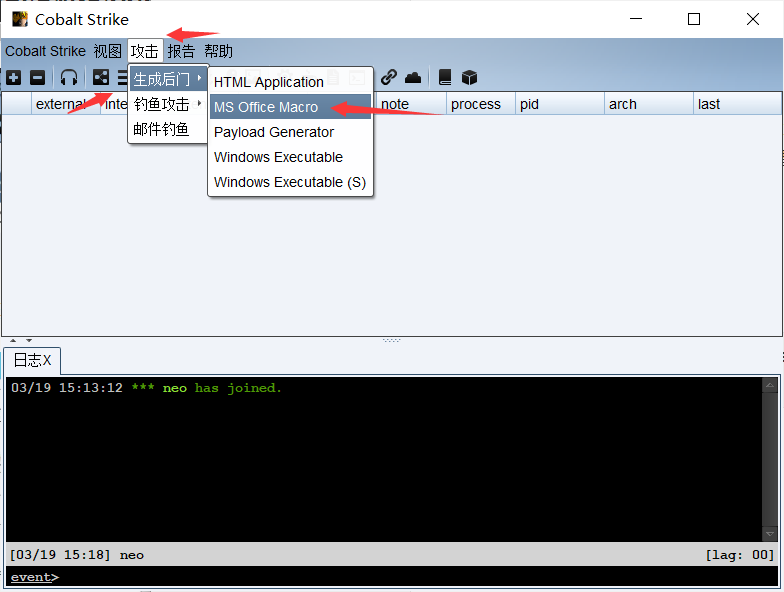 Cobalt Strike
Cobalt Strike 视图 攻击 报告 帮助
生成后门
钓鱼攻击
邮件钓鱼
HTML Application
MS Office Macro
Payload Generator
Windows Executable
Windows Executable (S)
external note process pid arch last
日志X
03/19 15:13:12 *** neo has joined.
[03/19 15:18] neo [lag: 00]
event>